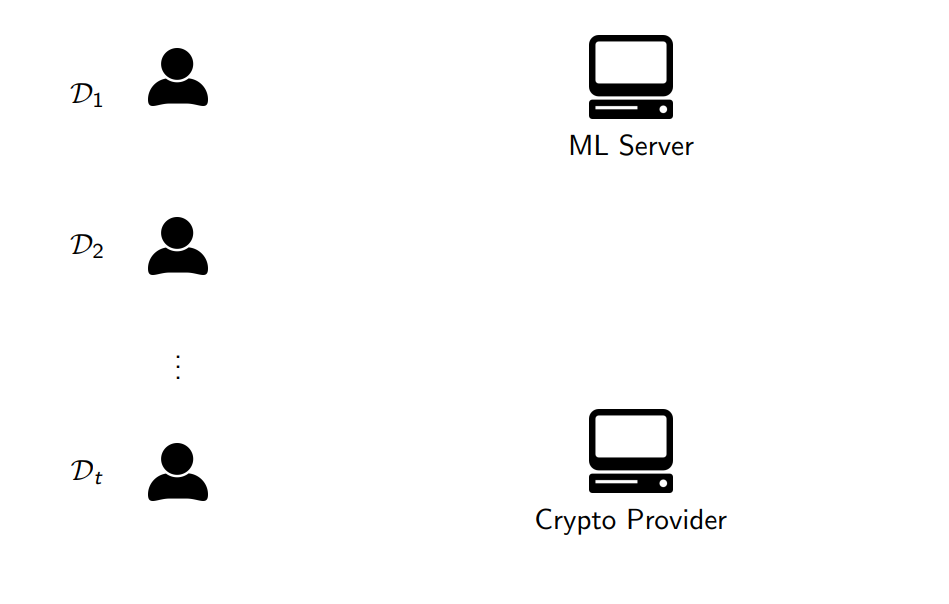 𝒟₁
ML Server
𝒟₂
⋮
𝒟ₜ
Crypto Provider